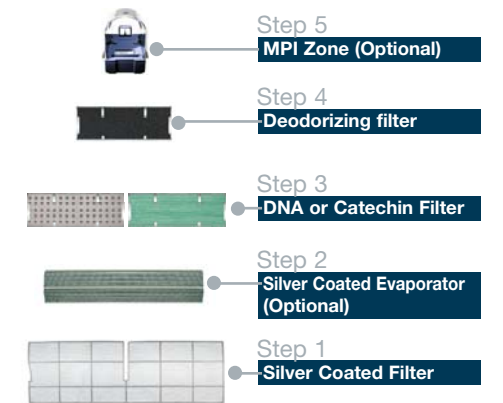 Step 5
MPI Zone (Optional)
Step 4
Deodorizing filter
Step 3
DNA or Catechin Filter
Step 2
Silver Coated Evaporator
(Optional)
Step 1
Silver Coated Filter